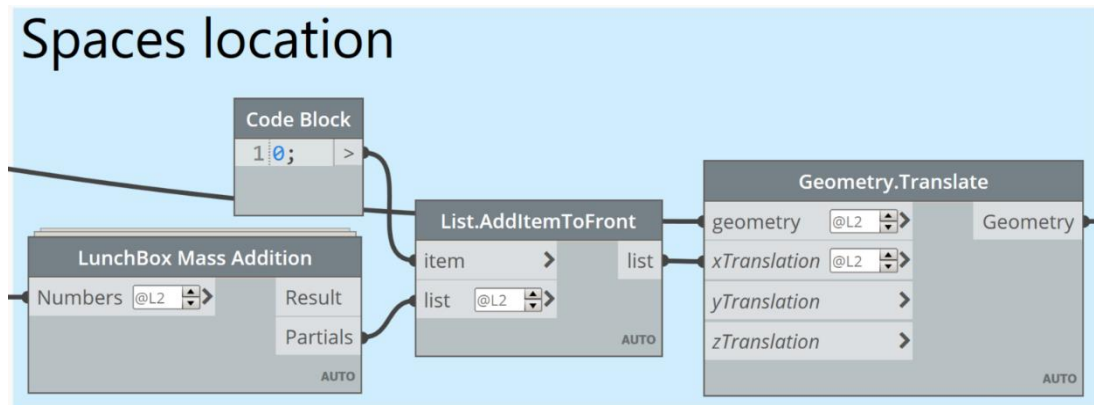 Spaces location
Code Block
1 0; >
LunchBox Mass Addition
Numbers @L2 > Result
Partials
AUTO
List.AddItemToFront
item > list
list @L2 >
AUTO
Geometry.Translate
geometry @L2 > Geometry
xTranslation @L2 >
yTranslation >
zTranslation >
AUTO